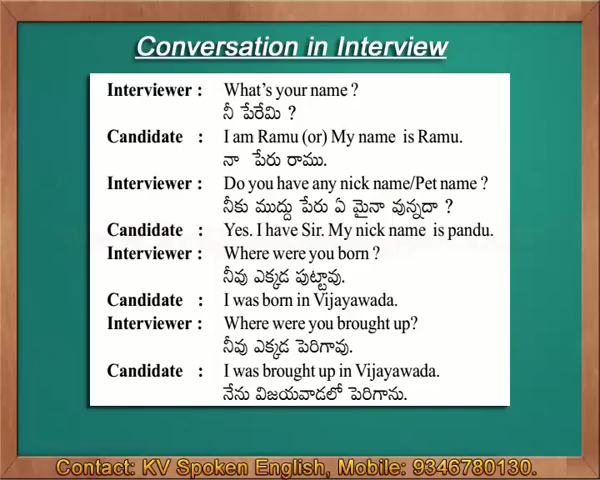 Conversation in Interview
Interviewer : What's your name ?
నీ పేరేమి ?
Candidate : I am Ramu (or) My name is Ramu.
నా పేరు రాము.
Interviewer : Do you have any nick name/Pet name ?
నీకు ముద్దు పేరు ఏ మైనా వున్నదా ?
Candidate : Yes. I have Sir. My nick name is pandu.
Interviewer : Where were you born ?
నీవు ఎక్కడ పుట్టావు.
Candidate : I was born in Vijayawada.
Interviewer : Where were you brought up?
నీవు ఎక్కడ పెరిగావు.
Candidate : I was brought up in Vijayawada.
నేను విజయవాడలో పెరిగాను.
Contact: KV Spoken English, Mobile: 9346780130.